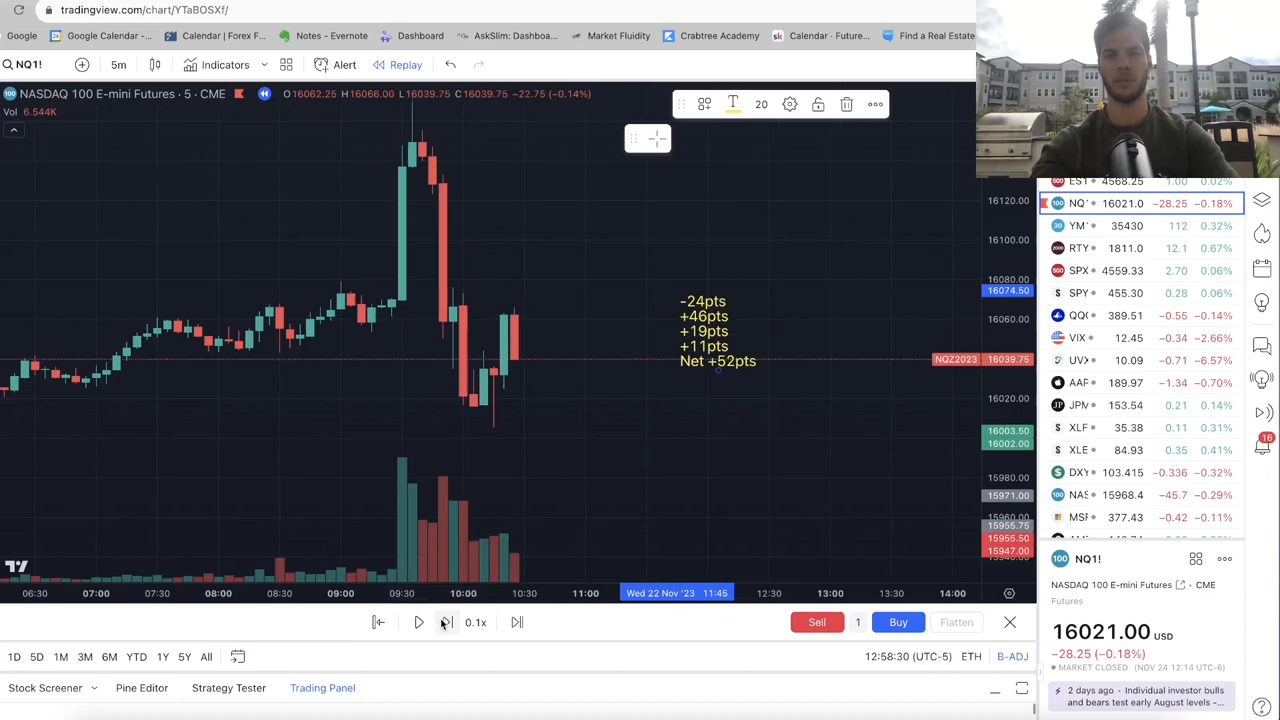 tradingview.com/chart/YTaBOSXf/
Google
Google Calendar -...
Calendar | Forex F...
Notes - Evernote
Dashboard
AskSlim: Dashboa...
Market Fluidity
Crabtree Academy
Calendar · Future...
Find a Real Estate
NQ1!
5m
Indicators
Alert
Replay
NASDAQ 100 E-mini Futures · 5 · CME
O16062.25 H16066.00 L16039.75 C16039.75 −22.75 (−0.14%)
Vol 6.544K
20
-24pts
+46pts
+19pts
+11pts
Net +52pts
16120.00
16100.00
16080.00
16074.50
16060.00
NQZ2023 16039.75
16020.00
16003.50
16002.00
15980.00
15971.00
15960.00
15955.75
15955.50
15947.00
06:30 07:00 07:30 08:00 08:30 09:00 09:30 10:00 10:30 11:00 Wed 22 Nov '23 11:45 12:30 13:00 13:30 14:00
0.1x
Sell 1 Buy Flatten
1D 5D 1M 3M 6M YTD 1Y 5Y All
12:58:30 (UTC-5) ETH B-ADJ
Stock Screener Pine Editor Strategy Tester Trading Panel
ES1 4568.25 1.00 0.02%
NQ 16021.0 −28.25 −0.18%
YM 35430 112 0.32%
RTY 1811.0 12.1 0.67%
SPX 4559.33 2.70 0.06%
SPY 455.30 0.28 0.06%
QQQ 389.51 −0.55 −0.14%
VIX 12.45 −0.34 −2.66%
UVX 10.09 −0.71 −6.57%
AAP 189.97 −1.34 −0.70%
JPM 153.54 0.21 0.14%
XLF 35.38 0.11 0.31%
XLE 84.93 0.35 0.41%
DXY 103.415 −0.336 −0.32%
NAS 15968.4 −45.7 −0.29%
MSF 377.43 −0.42 −0.11%
16
NQ1!
NASDAQ 100 E-mini Futures · CME
Futures
16021.00 USD
−28.25 (−0.18%)
MARKET CLOSED (NOV 24 12:14 UTC-6)
2 days ago · Individual investor bulls
and bears test early August levels -...